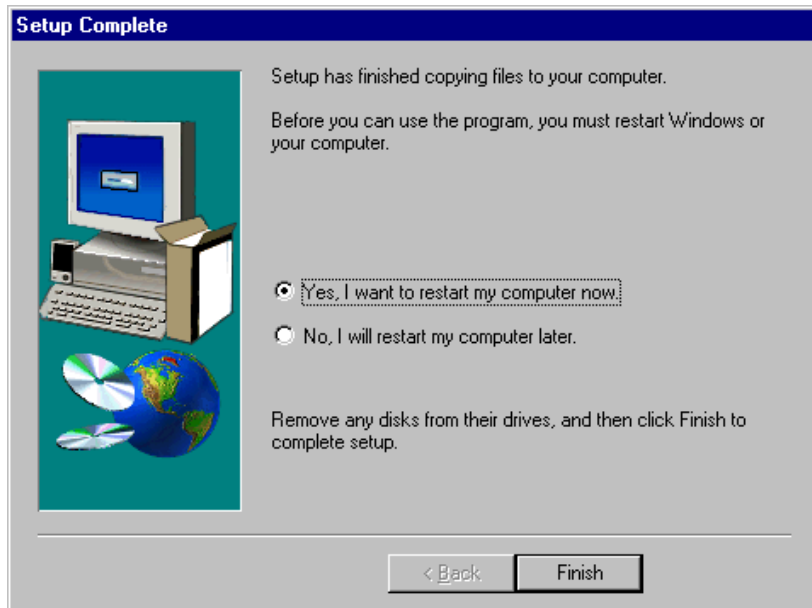 Setup Complete
Setup has finished copying files to your computer.
Before you can use the program, you must restart Windows or
your computer.
Yes, I want to restart my computer now.
No, I will restart my computer later.
Remove any disks from their drives, and then click Finish to
complete setup.
< Back
Finish